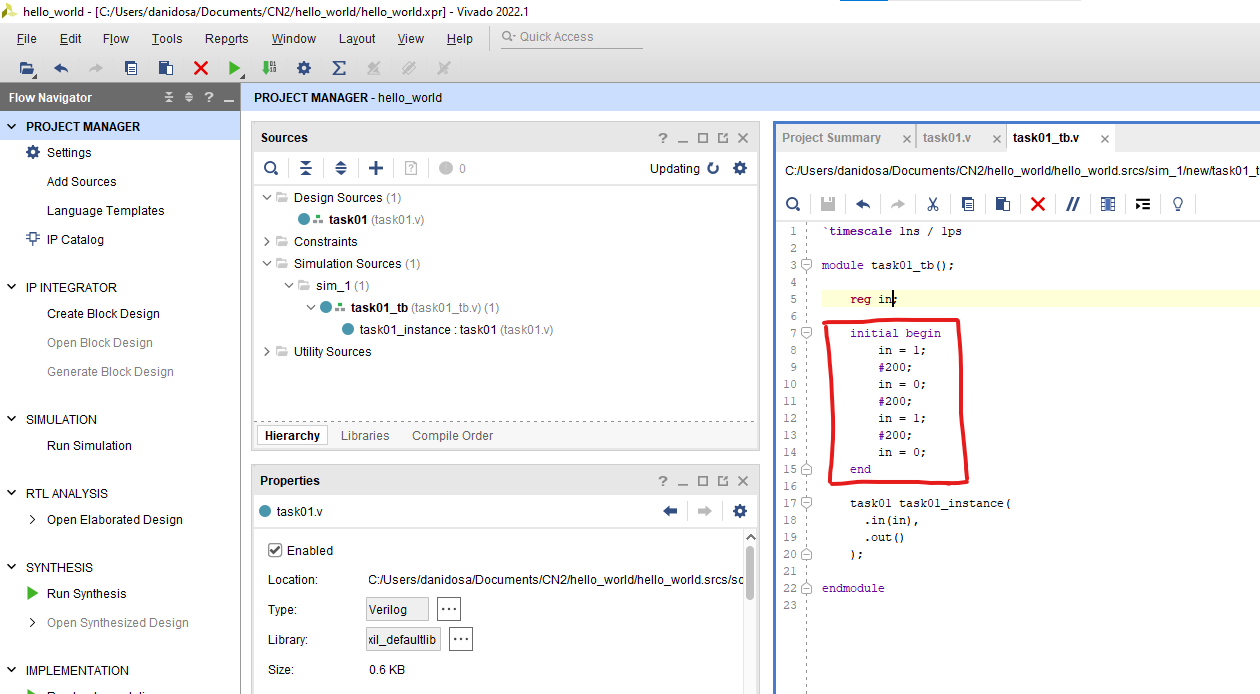 hello_world - [C:/Users/danidosa/Documents/CN2/hello_world/hello_world.xpr] - Vivado 2022.1
File Edit Flow Tools Reports Window Layout View Help Quick Access
Flow Navigator
PROJECT MANAGER
Settings
Add Sources
Language Templates
IP Catalog
IP INTEGRATOR
Create Block Design
Open Block Design
Generate Block Design
SIMULATION
Run Simulation
RTL ANALYSIS
Open Elaborated Design
SYNTHESIS
Run Synthesis
Open Synthesized Design
IMPLEMENTATION
PROJECT MANAGER - hello_world
Sources
0 Updating
Design Sources (1)
task01 (task01.v)
Constraints
Simulation Sources (1)
sim_1 (1)
task01_tb (task01_tb.v) (1)
task01_instance : task01 (task01.v)
Utility Sources
Hierarchy Libraries Compile Order
Properties
task01.v
Enabled
Location: C:/Users/danidosa/Documents/CN2/hello_world/hello_world.srcs/sc
Type: Verilog ...
Library: xil_defaultlib ...
Size: 0.6 KB
Project Summary task01.v task01_tb.v
C:/Users/danidosa/Documents/CN2/hello_world/hello_world.srcs/sim_1/new/task01_t
1 `timescale 1ns / 1ps
2
3 module task01_tb();
4
5 reg in;
6
7 initial begin
8 in = 1;
9 #200;
10 in = 0;
11 #200;
12 in = 1;
13 #200;
14 in = 0;
15 end
16
17 task01 task01_instance(
18 .in(in),
19 .out()
20 );
21
22 endmodule
23